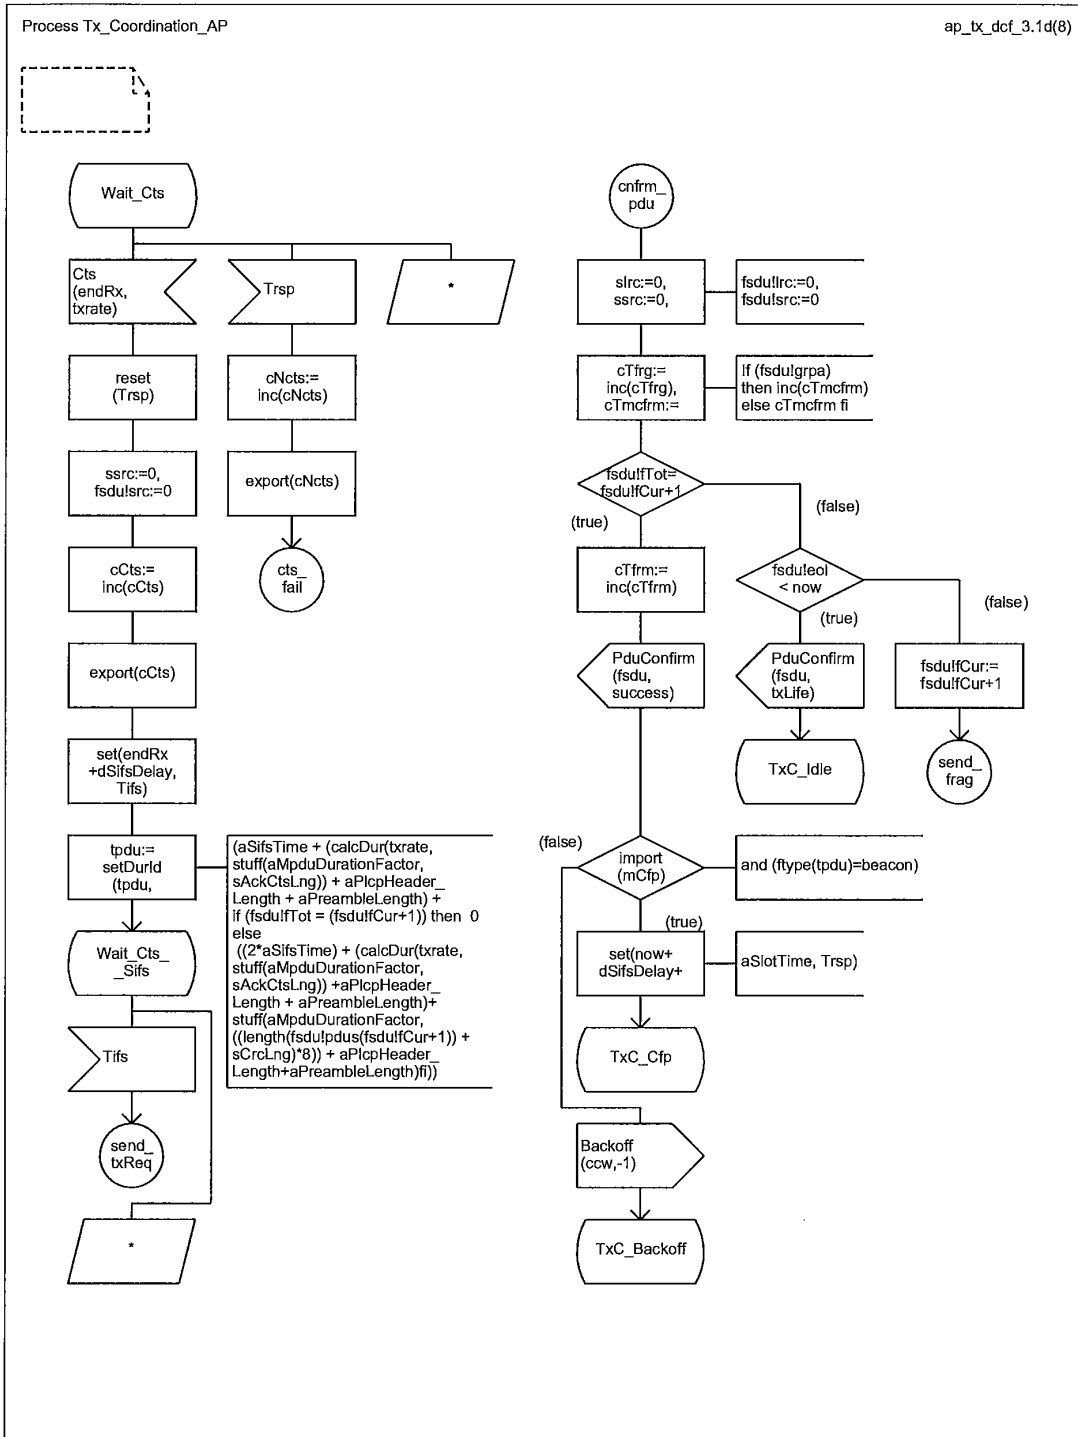 Process Tx_Coordination_AP
ap_tx_dcf_3.1d(8)
Wait_Cts
Cts
(endRx,
txrate)
Trsp
*
reset
(Trsp)
cNcts:=
inc(cNcts)
ssrc:=0,
fsdu!src:=0
export(cNcts)
cCts:=
inc(cCts)
cts_
fail
export(cCts)
set(endRx
+dSifsDelay,
Tifs)
tpdu:=
setDurId
(tpdu,
(aSifsTime + (calcDur(txrate,
stuff(aMpduDurationFactor,
sAckCtsLng)) + aPlcpHeader_
Length + aPreambleLength) +
if (fsdu!fTot = (fsdu!fCur+1)) then 0
else
((2*aSifsTime) + (calcDur(txrate,
stuff(aMpduDurationFactor,
sAckCtsLng)) +aPlcpHeader_
Length + aPreambleLength)+
stuff(aMpduDurationFactor,
((length(fsdu!pdus(fsdu!fCur+1)) +
sCrcLng)*8)) + aPlcpHeader_
Length+aPreambleLength)fi))
Wait_Cts_
_Sifs
Tifs
send_
txReq
*
cnfrm_
pdu
slrc:=0,
ssrc:=0,
fsdu!lrc:=0,
fsdu!src:=0
cTfrg:=
inc(cTfrg),
cTmcfrm:=
if (fsdu!grpa)
then inc(cTmcfrm)
else cTmcfrm fi
fsdu!fTot=
fsdu!fCur+1
(true)
(false)
cTfrm:=
inc(cTfrm)
fsdu!eol
< now
(true)
(false)
PduConfirm
(fsdu,
success)
PduConfirm
(fsdu,
txLife)
fsdu!fCur:=
fsdu!fCur+1
TxC_Idle
send_
frag
(false)
import
(mCfp)
and (ftype(tpdu)=beacon)
(true)
set(now+
dSifsDelay+
aSlotTime, Trsp)
TxC_Cfp
Backoff
(ccw,-1)
TxC_Backoff